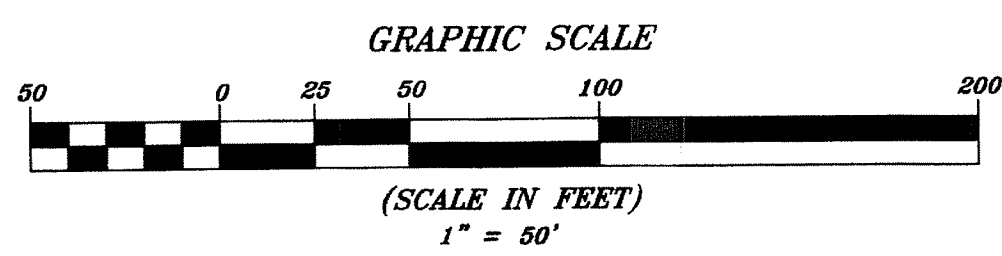 GRAPHIC SCALE
50 0 25 50 100 200
(SCALE IN FEET)
1" = 50'